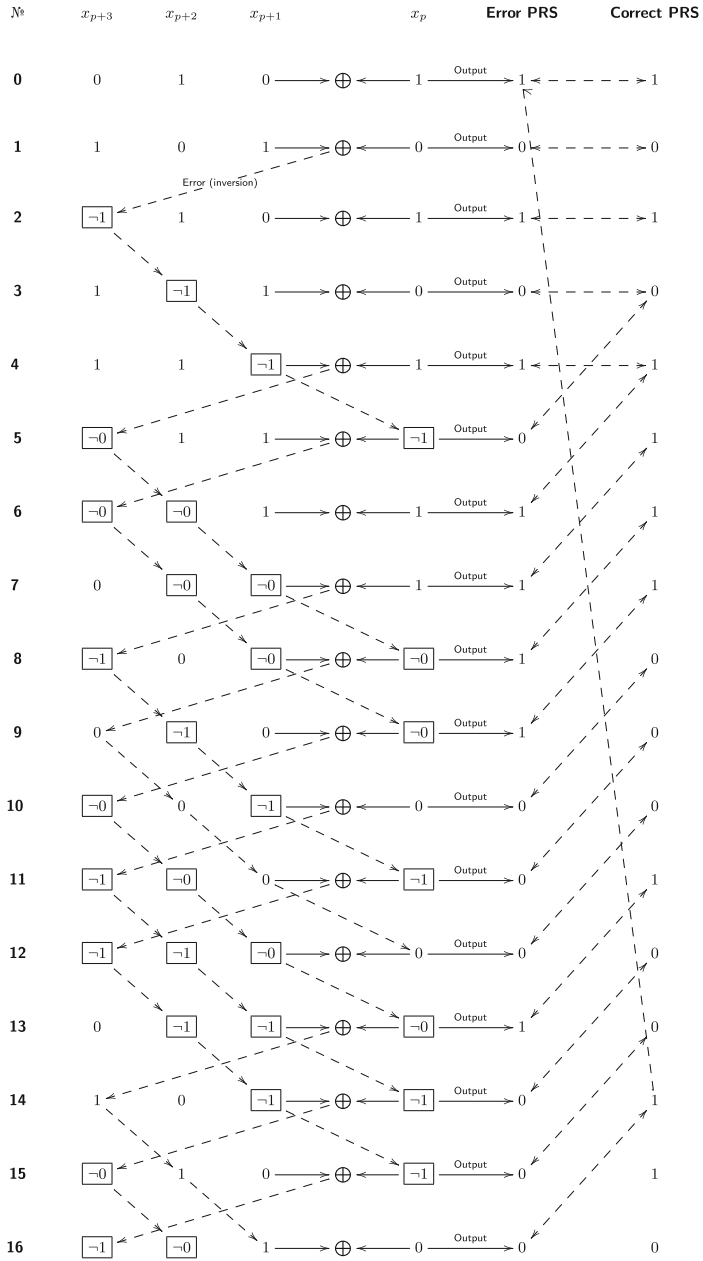 № x_{p+3} x_{p+2} x_{p+1} x_p Error PRS Correct PRS
0 0 1 0 ⊕ 1 Output 1 1
1 1 0 1 ⊕ 0 Output 0 0
Error (inversion)
2 ¬1 1 0 ⊕ 1 Output 1 1
3 1 ¬1 1 ⊕ 0 Output 0 0
4 1 1 ¬1 ⊕ 1 Output 1 1
5 ¬0 1 1 ⊕ ¬1 Output 0 1
6 ¬0 ¬0 1 ⊕ 1 Output 1 1
7 0 ¬0 ¬0 ⊕ 1 Output 1 1
8 ¬1 0 ¬0 ⊕ ¬0 Output 1 0
9 0 ¬1 0 ⊕ ¬0 Output 1 0
10 ¬0 0 ¬1 ⊕ 0 Output 0 0
11 ¬1 ¬0 0 ⊕ ¬1 Output 0 1
12 ¬1 ¬1 ¬0 ⊕ 0 Output 0 0
13 0 ¬1 ¬1 ⊕ ¬0 Output 1 0
14 1 0 ¬1 ⊕ ¬1 Output 0 1
15 ¬0 1 0 ⊕ ¬1 Output 0 1
16 ¬1 ¬0 1 ⊕ 0 Output 0 0